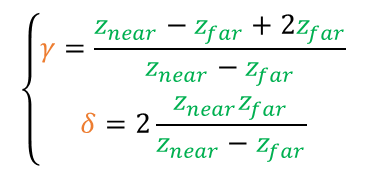 γ = (z_near − z_far + 2z_far) / (z_near − z_far)
δ = 2 (z_near z_far) / (z_near − z_far)